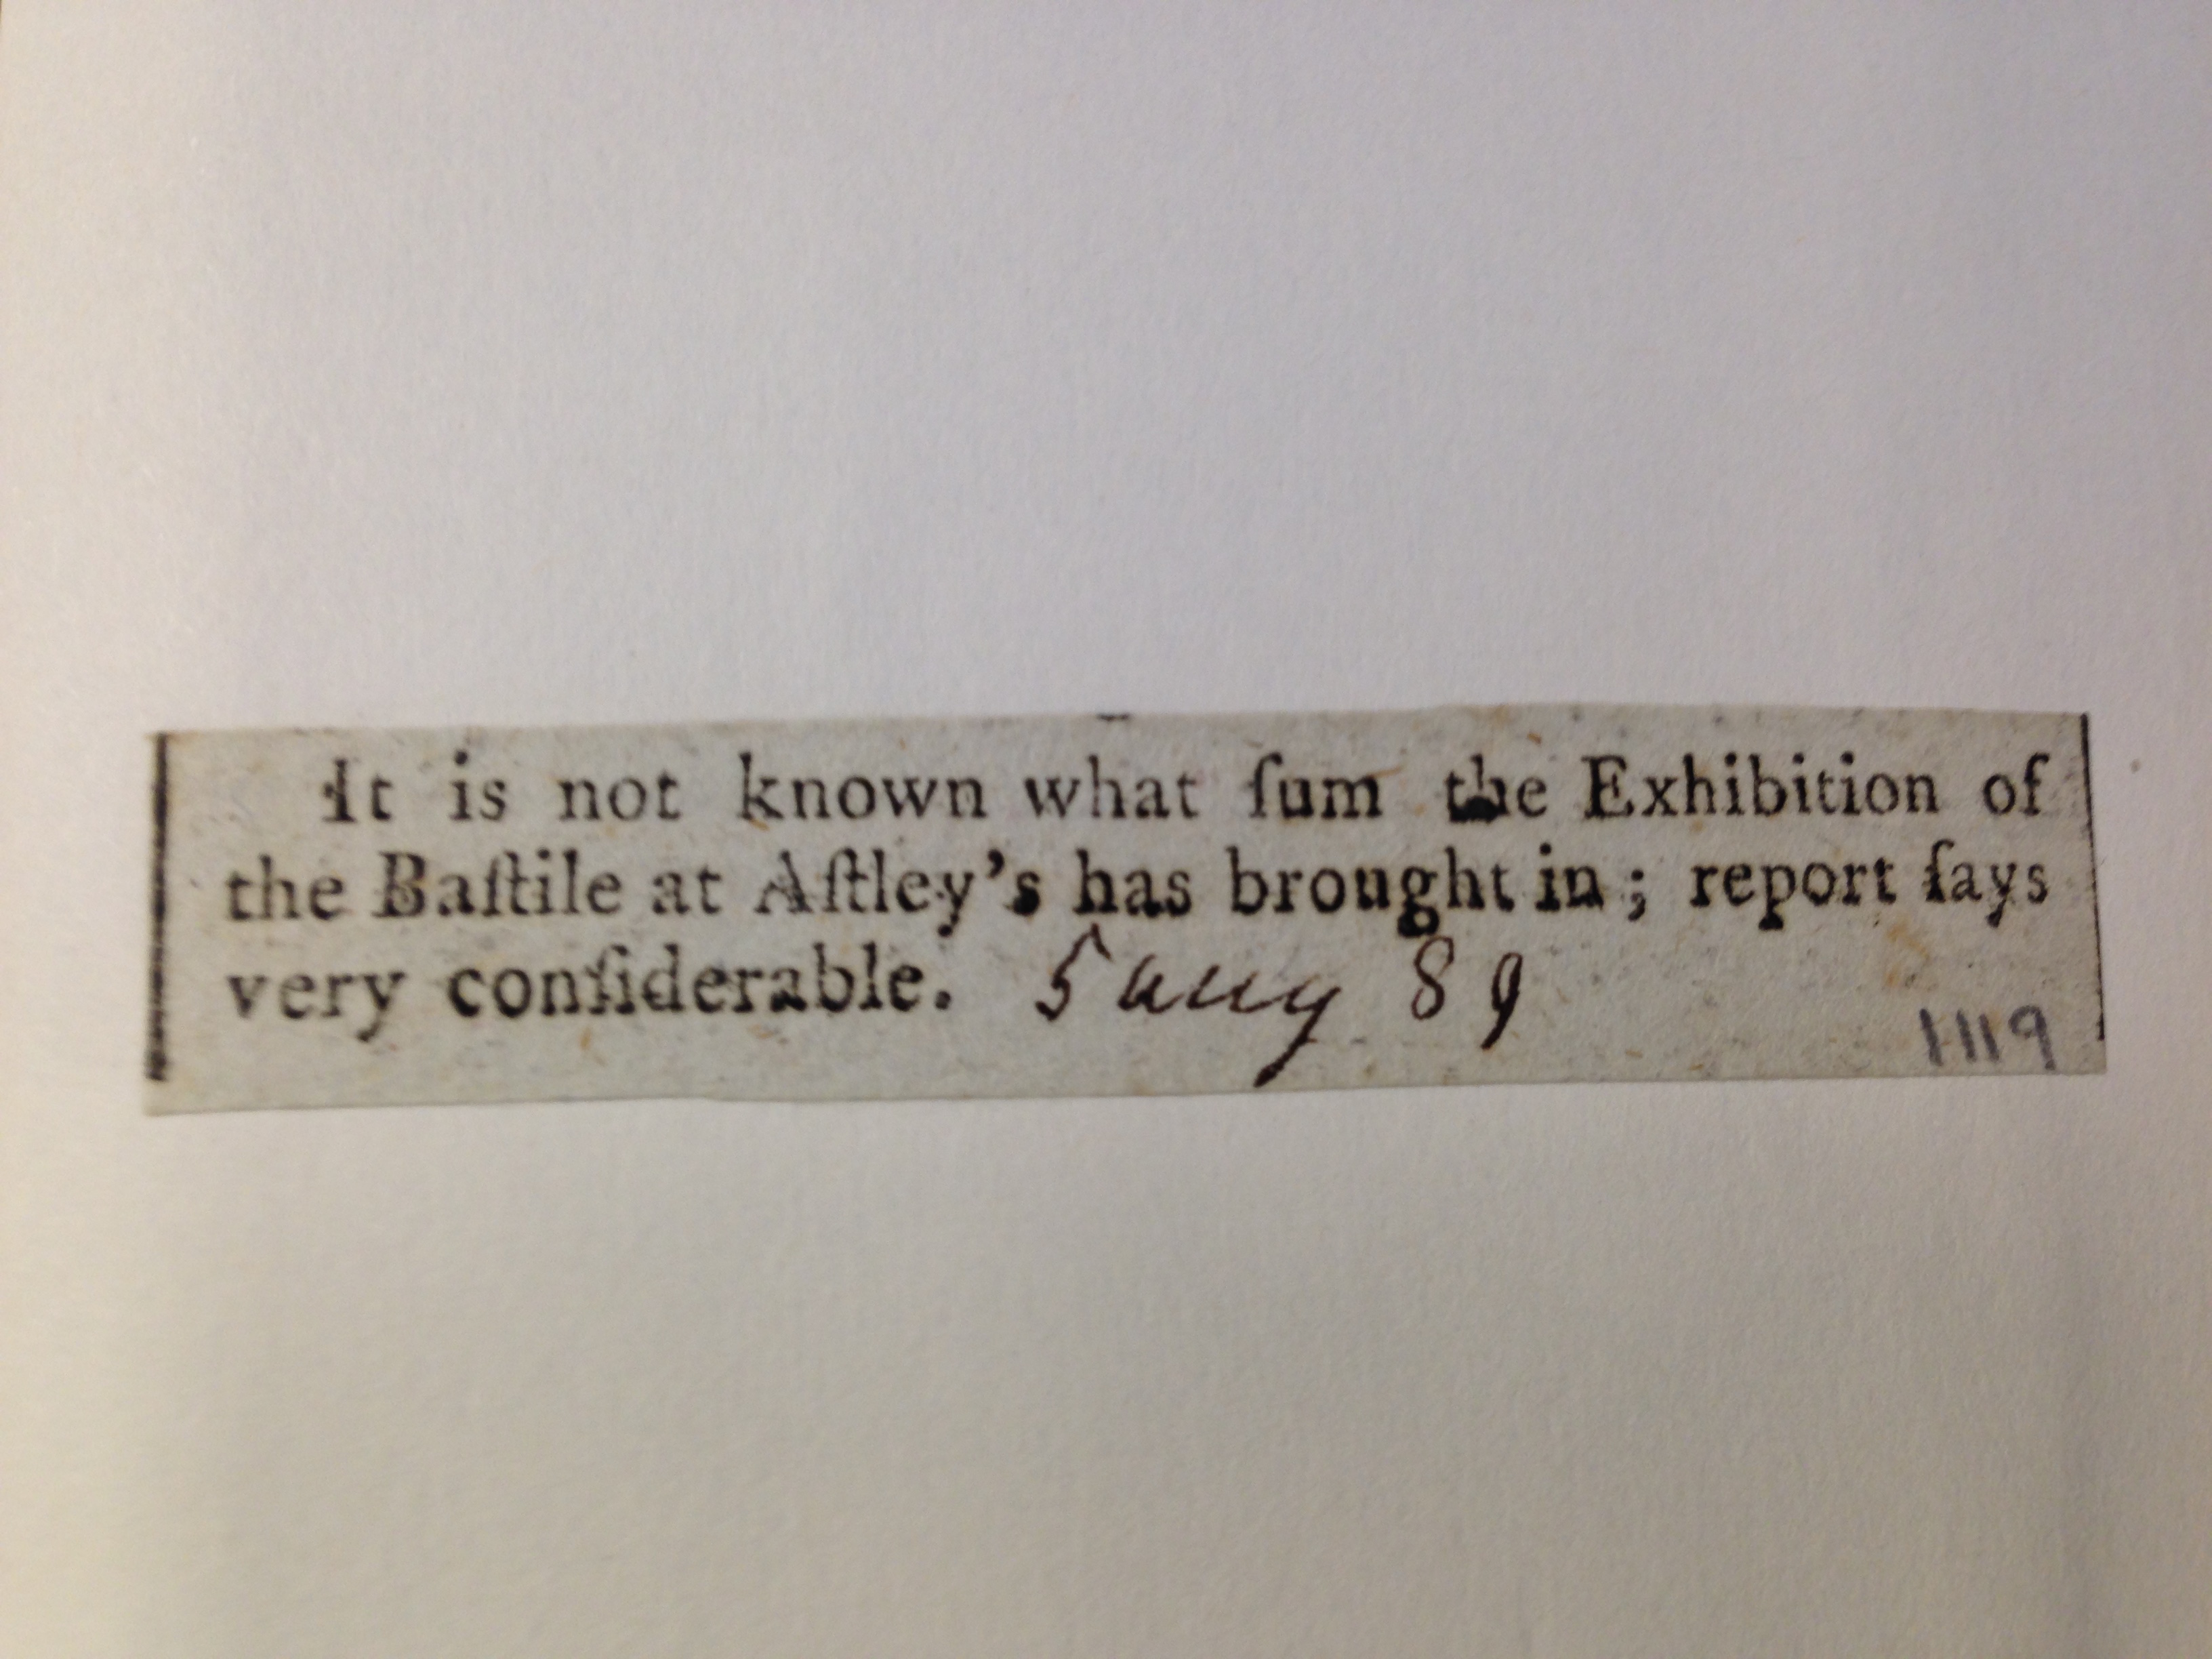 It is not known what ſum the Exhibition of
the Baſtile at Aſtley's has brought in; report ſays
very conſiderable. 5 aug 89
1119